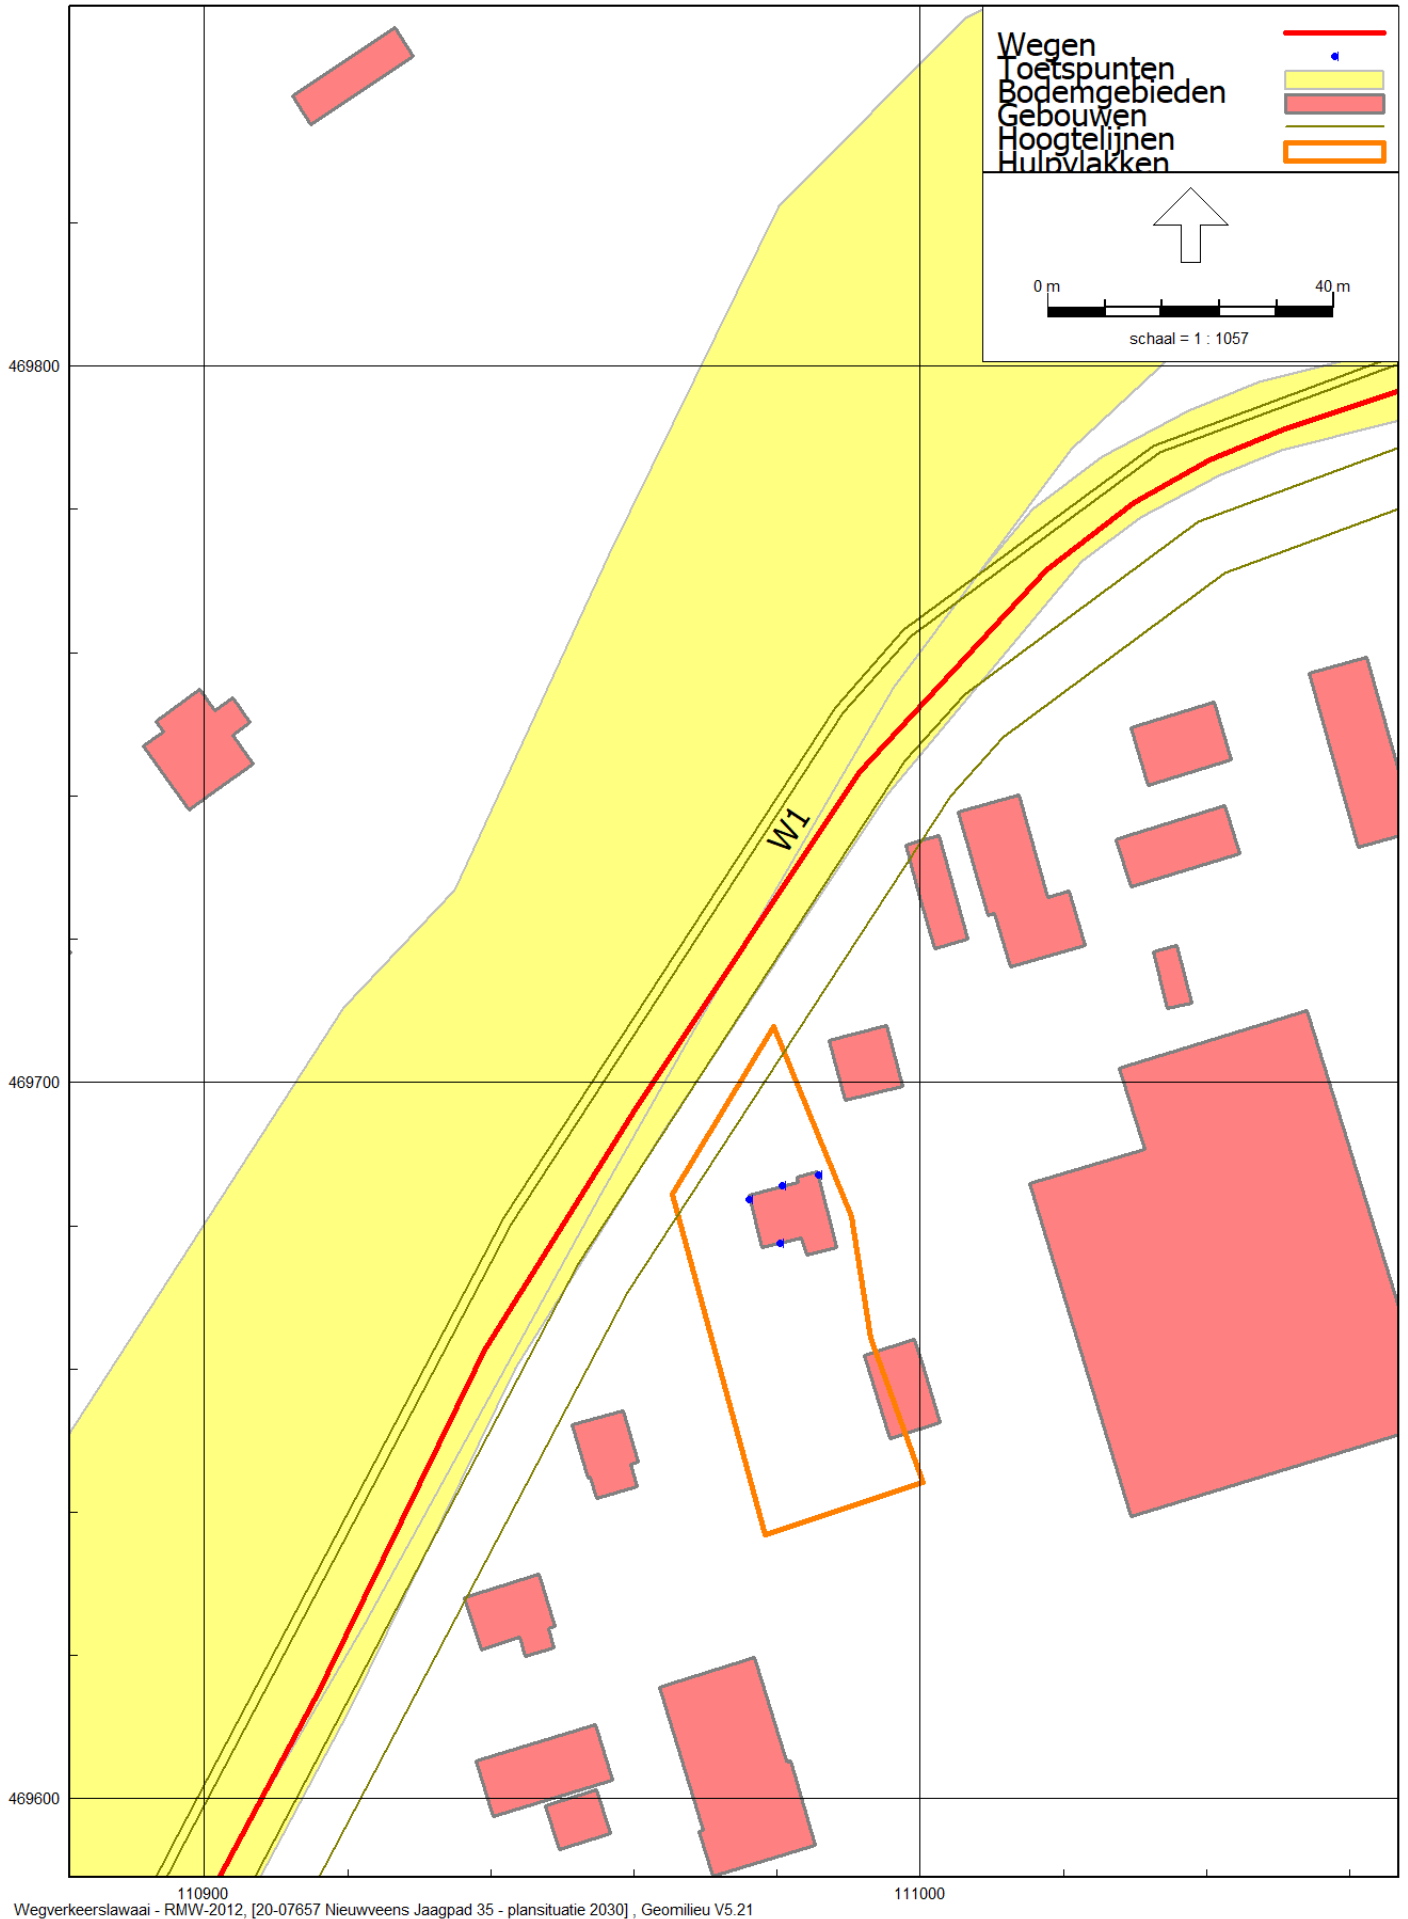 Wegen
Toetspunten
Bodemgebieden
Gebouwen
Hoogtelijnen
Hulpvlakken
0 m 40 m
schaal = 1 : 1057
469800
W1
469700
469600
110900 111000
Wegverkeerslawaai - RMW-2012, [20-07657 Nieuwveens Jaagpad 35 - plansituatie 2030] , Geomilieu V5.21